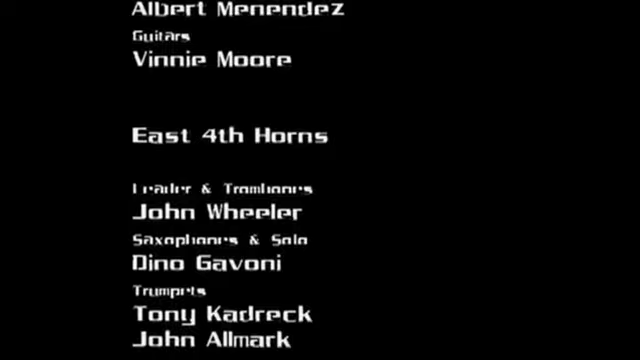 Albert Menendez
Guitars
Vinnie Moore
East 4th Horns
Leader & Trombones
John Wheeler
Saxophones & Solo
Dino Gavoni
Trumpets
Tony Kadreck
John Allmark